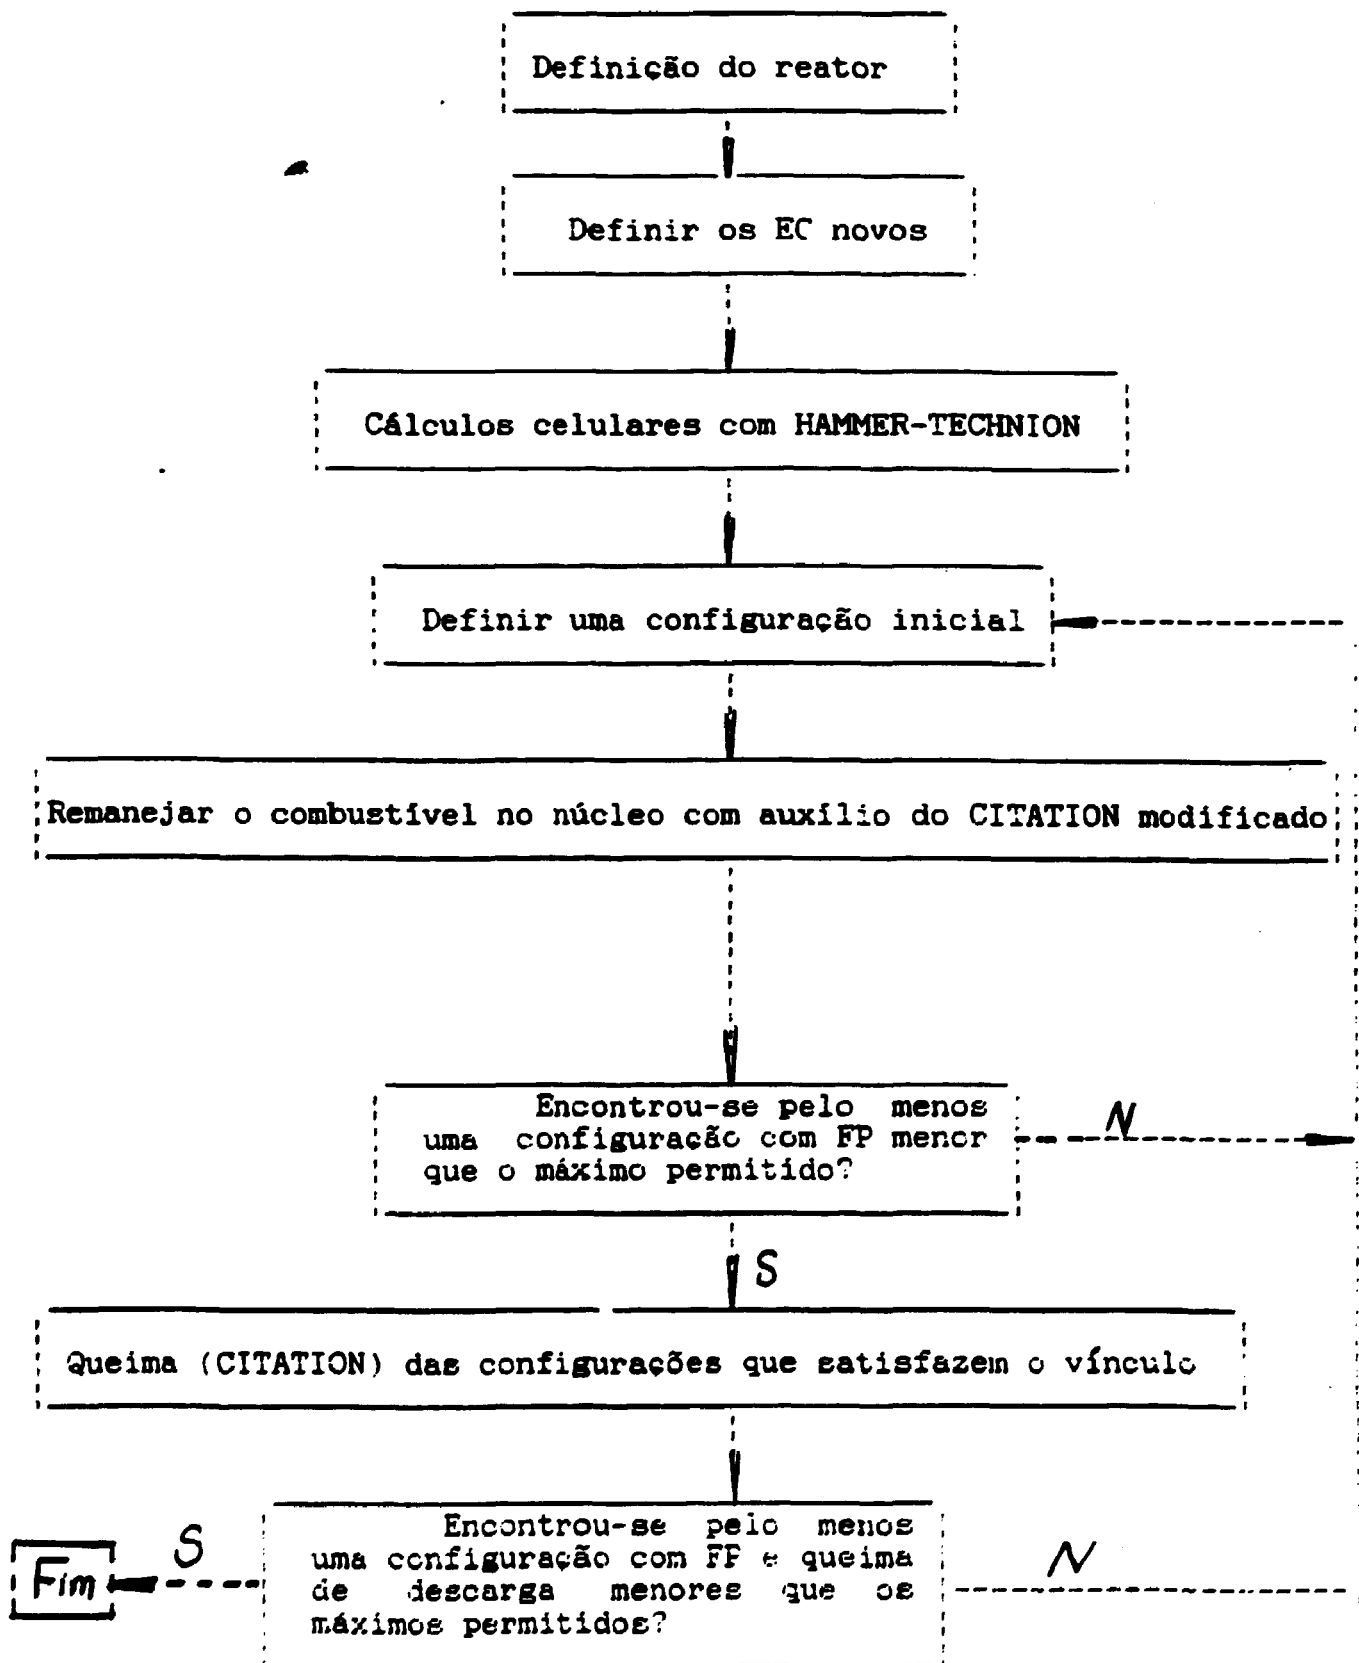 Definição do reator
Definir os EC novos
Cálculos celulares com HAMMER-TECHNION
Definir uma configuração inicial
Remanejar o combustível no núcleo com auxílio do CITATION modificado
Encontrou-se pelo menos
uma configuração com FP menor
que o máximo permitido?
N
S
Queima (CITATION) das configurações que satisfazem o vínculo
Encontrou-se pelo menos
uma configuração com FP e queima
de descarga menores que os
máximos permitidos?
S
N
Fim